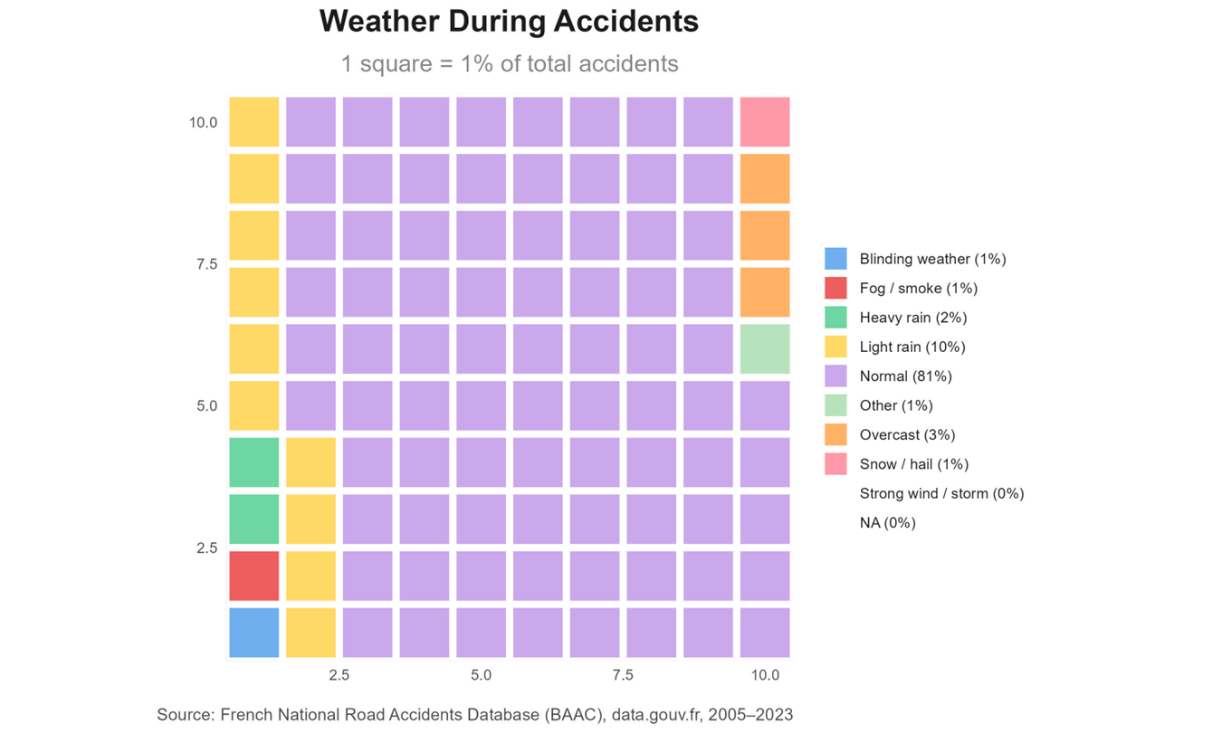 Weather During Accidents
1 square = 1% of total accidents
10.0
7.5
5.0
2.5
2.5 5.0 7.5 10.0
Blinding weather (1%)
Fog / smoke (1%)
Heavy rain (2%)
Light rain (10%)
Normal (81%)
Other (1%)
Overcast (3%)
Snow / hail (1%)
Strong wind / storm (0%)
NA (0%)
Source: French National Road Accidents Database (BAAC), data.gouv.fr, 2005–2023